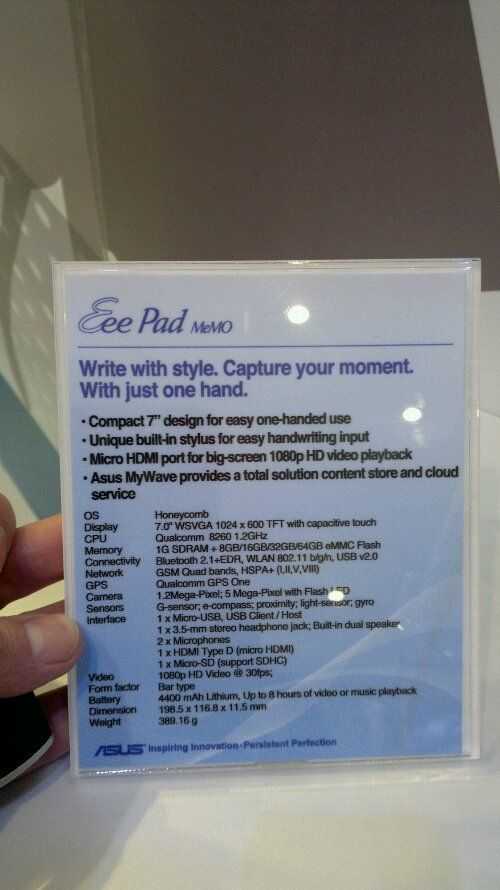 Eee Pad MeMO
Write with style. Capture your moment.
With just one hand.
• Compact 7" design for easy one-handed use
• Unique built-in stylus for easy handwriting input
• Micro HDMI port for big-screen 1080p HD video playback
• Asus MyWave provides a total solution content store and cloud
service
OS Honeycomb
Display 7.0" WSVGA 1024 x 600 TFT with capacitive touch
CPU Qualcomm 8260 1.2GHz
Memory 1G SDRAM + 8GB/16GB/32GB/64GB eMMC Flash
Connectivity Bluetooth 2.1+EDR, WLAN 802.11 b/g/n, USB v2.0
Network GSM Quad bands, HSPA+ (I,II,V,VIII)
GPS Qualcomm GPS One
Camera 1.2Mega-Pixel; 5 Mega-Pixel with Flash LED
Sensors G-sensor; e-compass; proximity; light-sensor; gyro
Interface 1 x Micro-USB, USB Client / Host
1 x 3.5-mm stereo headphone jack; Built-in dual speaker
2 x Microphones
1 x HDMI Type D (micro HDMI)
1 x Micro-SD (support SDHC)
Video 1080p HD Video @ 30fps;
Form factor Bar type
Battery 4400 mAh Lithium, Up to 8 hours of video or music playback
Dimension 198.5 x 116.8 x 11.5 mm
Weight 389.16 g
ASUS Inspiring Innovation • Persistent Perfection